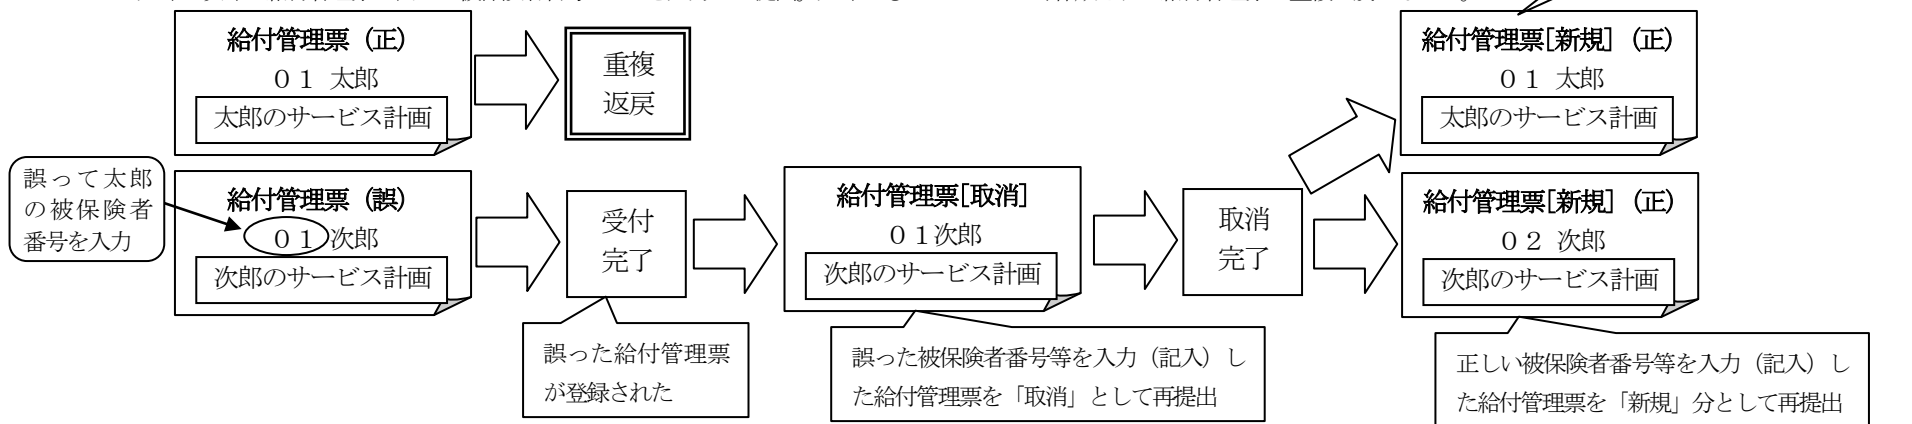 給付管理票（正）
０１ 太郎
太郎のサービス計画
重複
返戻
給付管理票[新規]（正）
０１ 太郎
太郎のサービス計画
誤って太郎
の被保険者
番号を入力
給付管理票（誤）
０１ 次郎
次郎のサービス計画
受付
完了
給付管理票[取消]
０１次郎
次郎のサービス計画
取消
完了
給付管理票[新規]（正）
０２ 次郎
次郎のサービス計画
誤った給付管理票
が登録された
誤った被保険者番号等を入力（記入）し
た給付管理票を「取消」として再提出
正しい被保険者番号等を入力（記入）し
た給付管理票を「新規」分として再提出